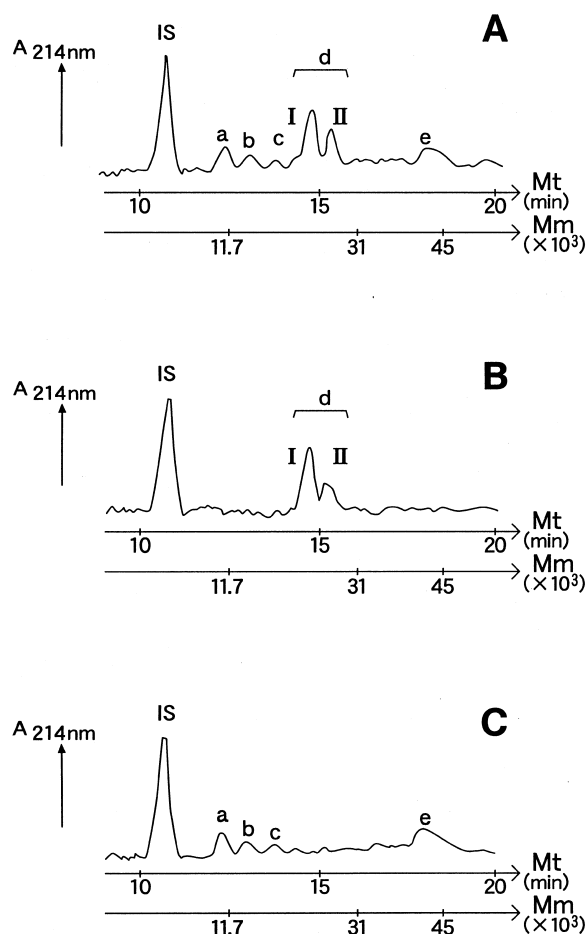 A
IS
A 214nm
d
I II
a b c e
Mt
10 15 20 (min)
Mm
11.7 31 45 (×10³)
B
IS
A 214nm
d
I II
Mt
10 15 20 (min)
Mm
11.7 31 45 (×10³)
C
IS
A 214nm
a b c e
Mt
10 15 20 (min)
Mm
11.7 31 45 (×10³)